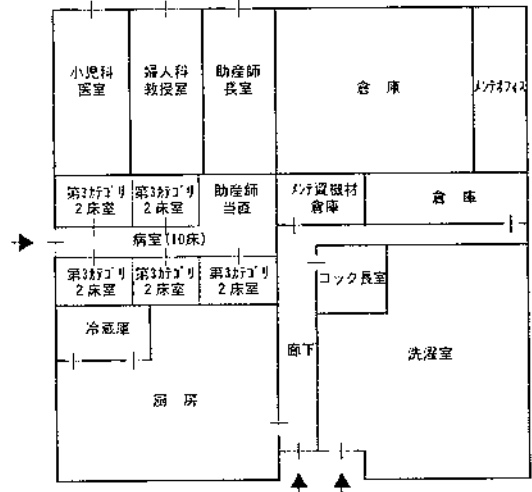 小児科
医室
婦人科
教授室
助産師
長室
倉 庫
メンテオフィス
第3カテゴリ
2床室
第3カテゴリ
2床室
助産師
当直
メンテ資機材
倉庫
倉 庫
病室(10床)
第3カテゴリ
2床室
第3カテゴリ
2床室
第3カテゴリ
2床室
コック長室
冷蔵庫
廊下
洗濯室
厨 房